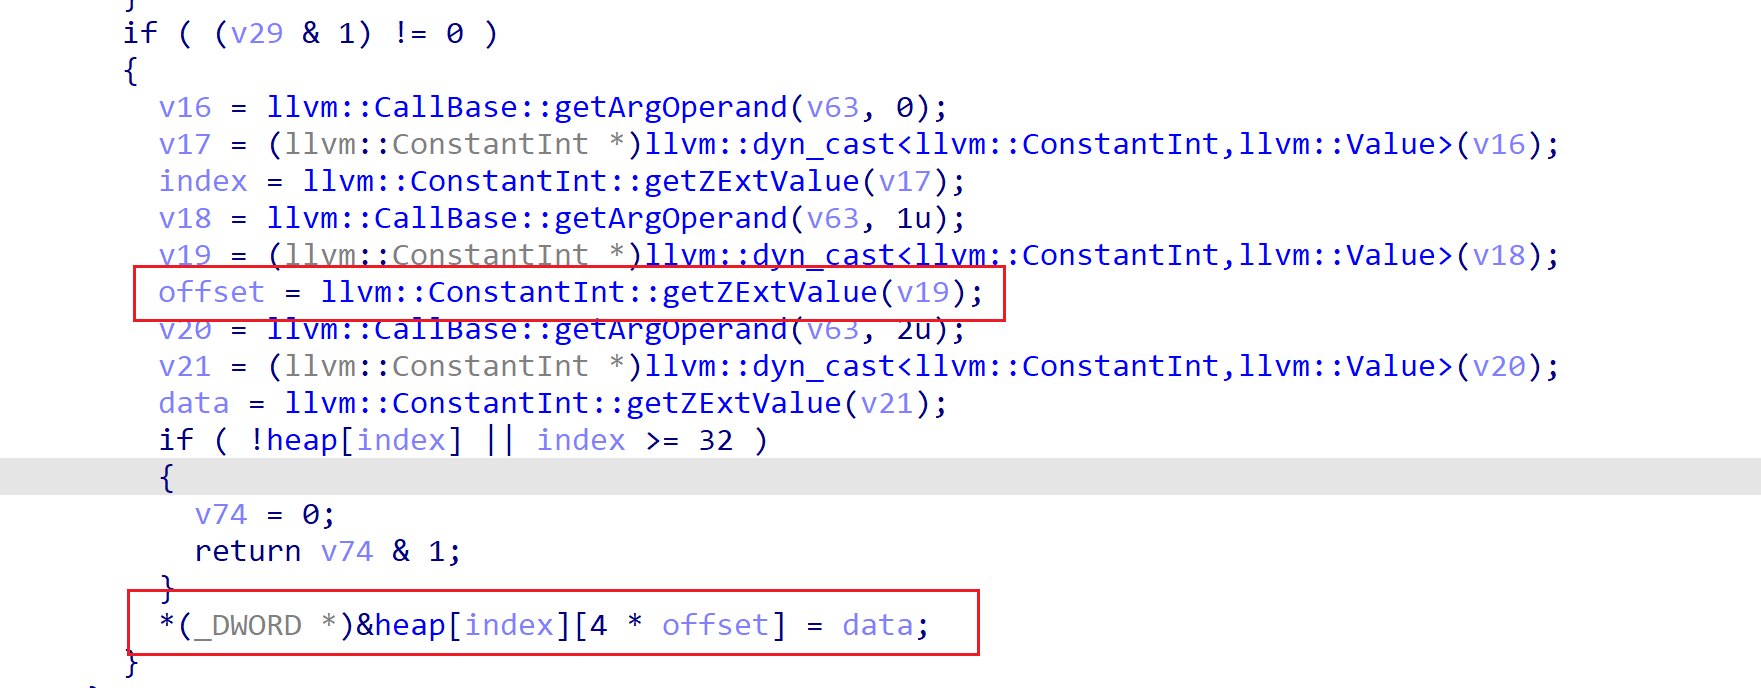 }
if ( (v29 & 1) != 0 )
{
v16 = llvm::CallBase::getArgOperand(v63, 0);
v17 = (llvm::ConstantInt *)llvm::dyn_cast<llvm::ConstantInt,llvm::Value>(v16);
index = llvm::ConstantInt::getZExtValue(v17);
v18 = llvm::CallBase::getArgOperand(v63, 1u);
v19 = (llvm::ConstantInt *)llvm::dyn_cast<llvm::ConstantInt,llvm::Value>(v18);
offset = llvm::ConstantInt::getZExtValue(v19);
v20 = llvm::CallBase::getArgOperand(v63, 2u);
v21 = (llvm::ConstantInt *)llvm::dyn_cast<llvm::ConstantInt,llvm::Value>(v20);
data = llvm::ConstantInt::getZExtValue(v21);
if ( !heap[index] || index >= 32 )
{
v74 = 0;
return v74 & 1;
}
*(_DWORD *)&heap[index][4 * offset] = data;
}